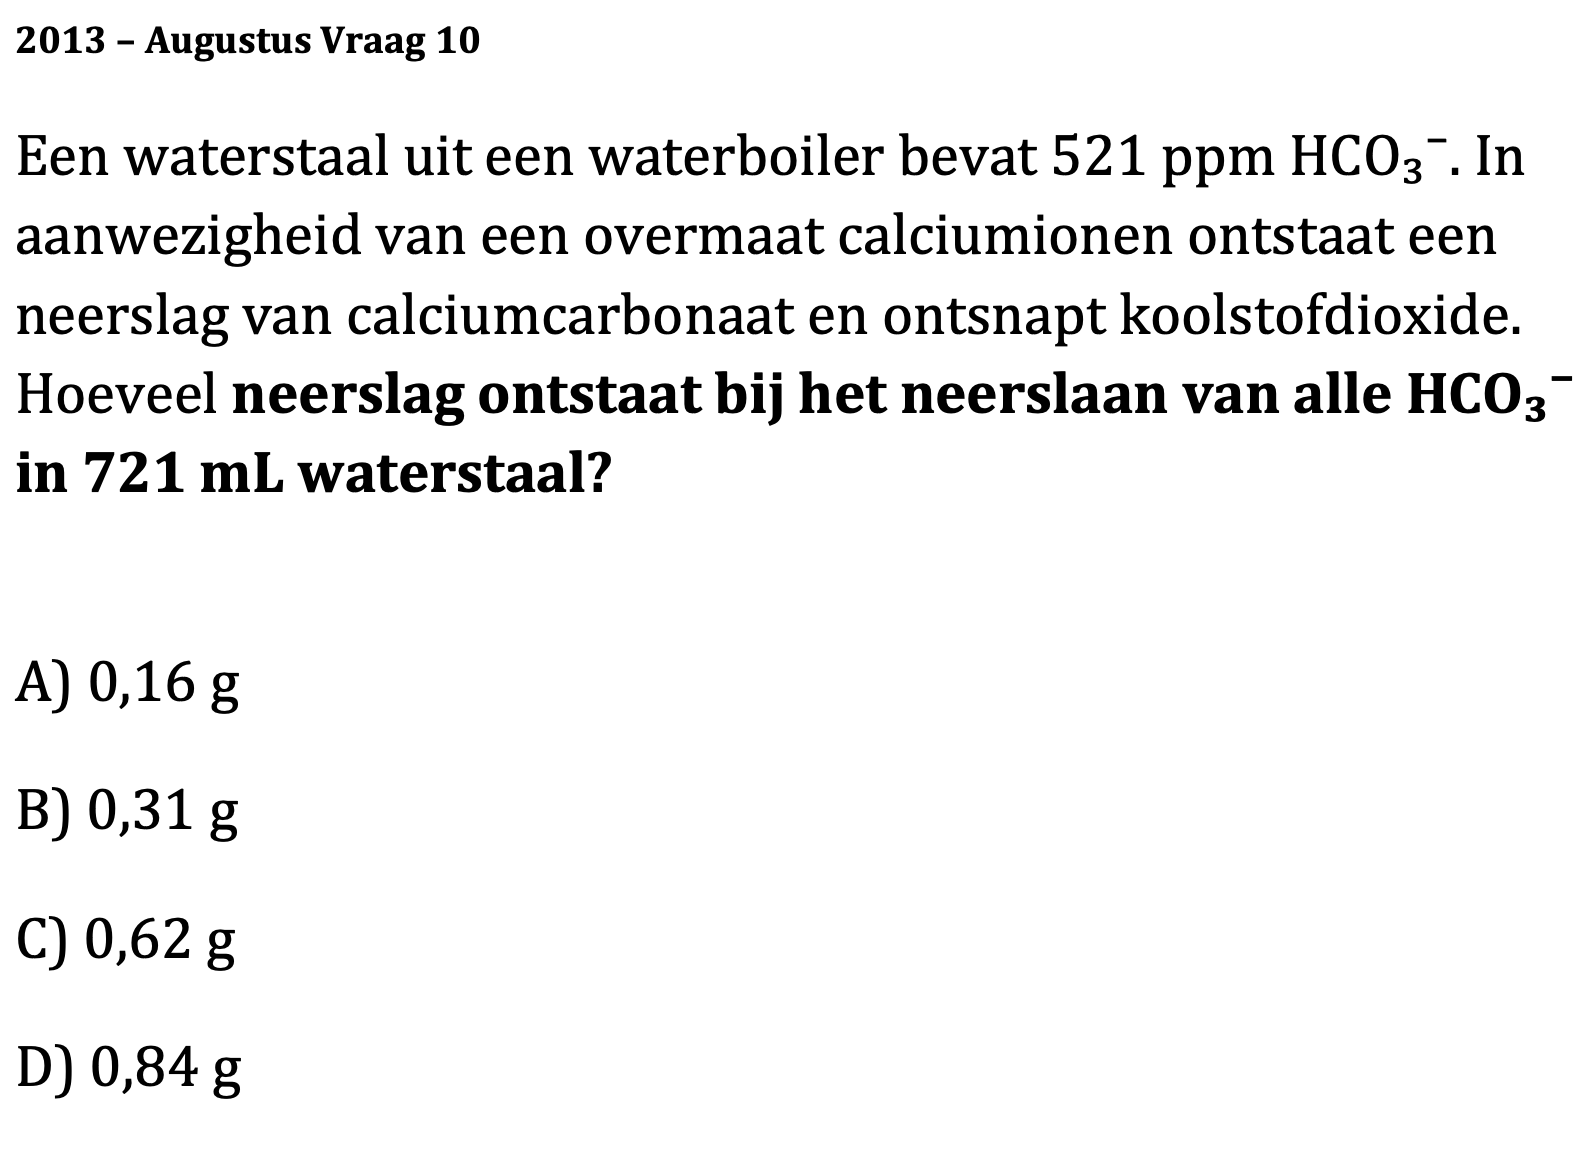 2013 – Augustus Vraag 10
Een waterstaal uit een waterboiler bevat 521 ppm HCO₃⁻. In
aanwezigheid van een overmaat calciumionen ontstaat een
neerslag van calciumcarbonaat en ontsnapt koolstofdioxide.
Hoeveel neerslag ontstaat bij het neerslaan van alle HCO₃⁻
in 721 mL waterstaal?
A) 0,16 g
B) 0,31 g
C) 0,62 g
D) 0,84 g